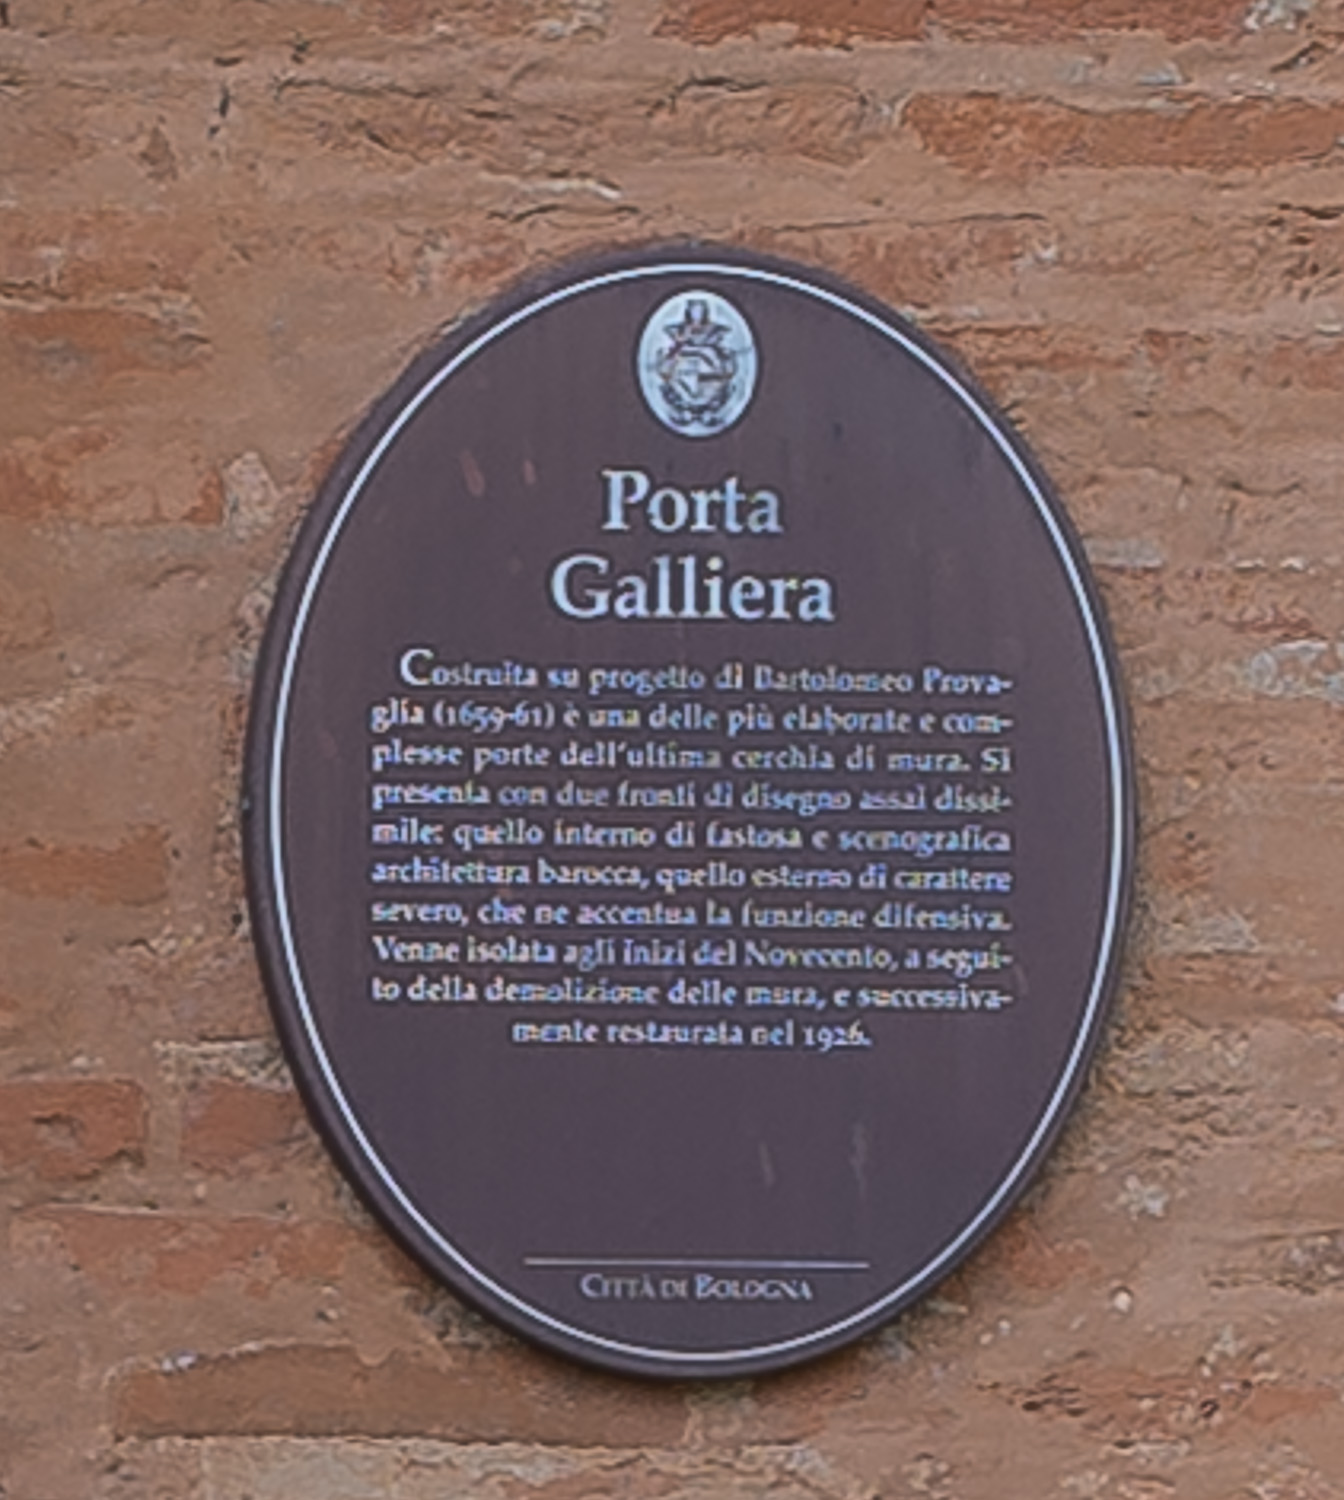 Porta
Galliera
Costruita su progetto di Bartolomeo Prova-
glia (1659-61) è una delle più elaborate e com-
plesse porte dell'ultima cerchia di mura. Si
presenta con due fronti di disegno assai dissi-
mile: quello interno di fastosa e scenografica
architettura barocca, quello esterno di carattere
severo, che ne accentua la funzione difensiva.
Venne isolata agli inizi del Novecento, a segui-
to della demolizione delle mura, e successiva-
mente restaurata nel 1926.
CITTÀ DI BOLOGNA